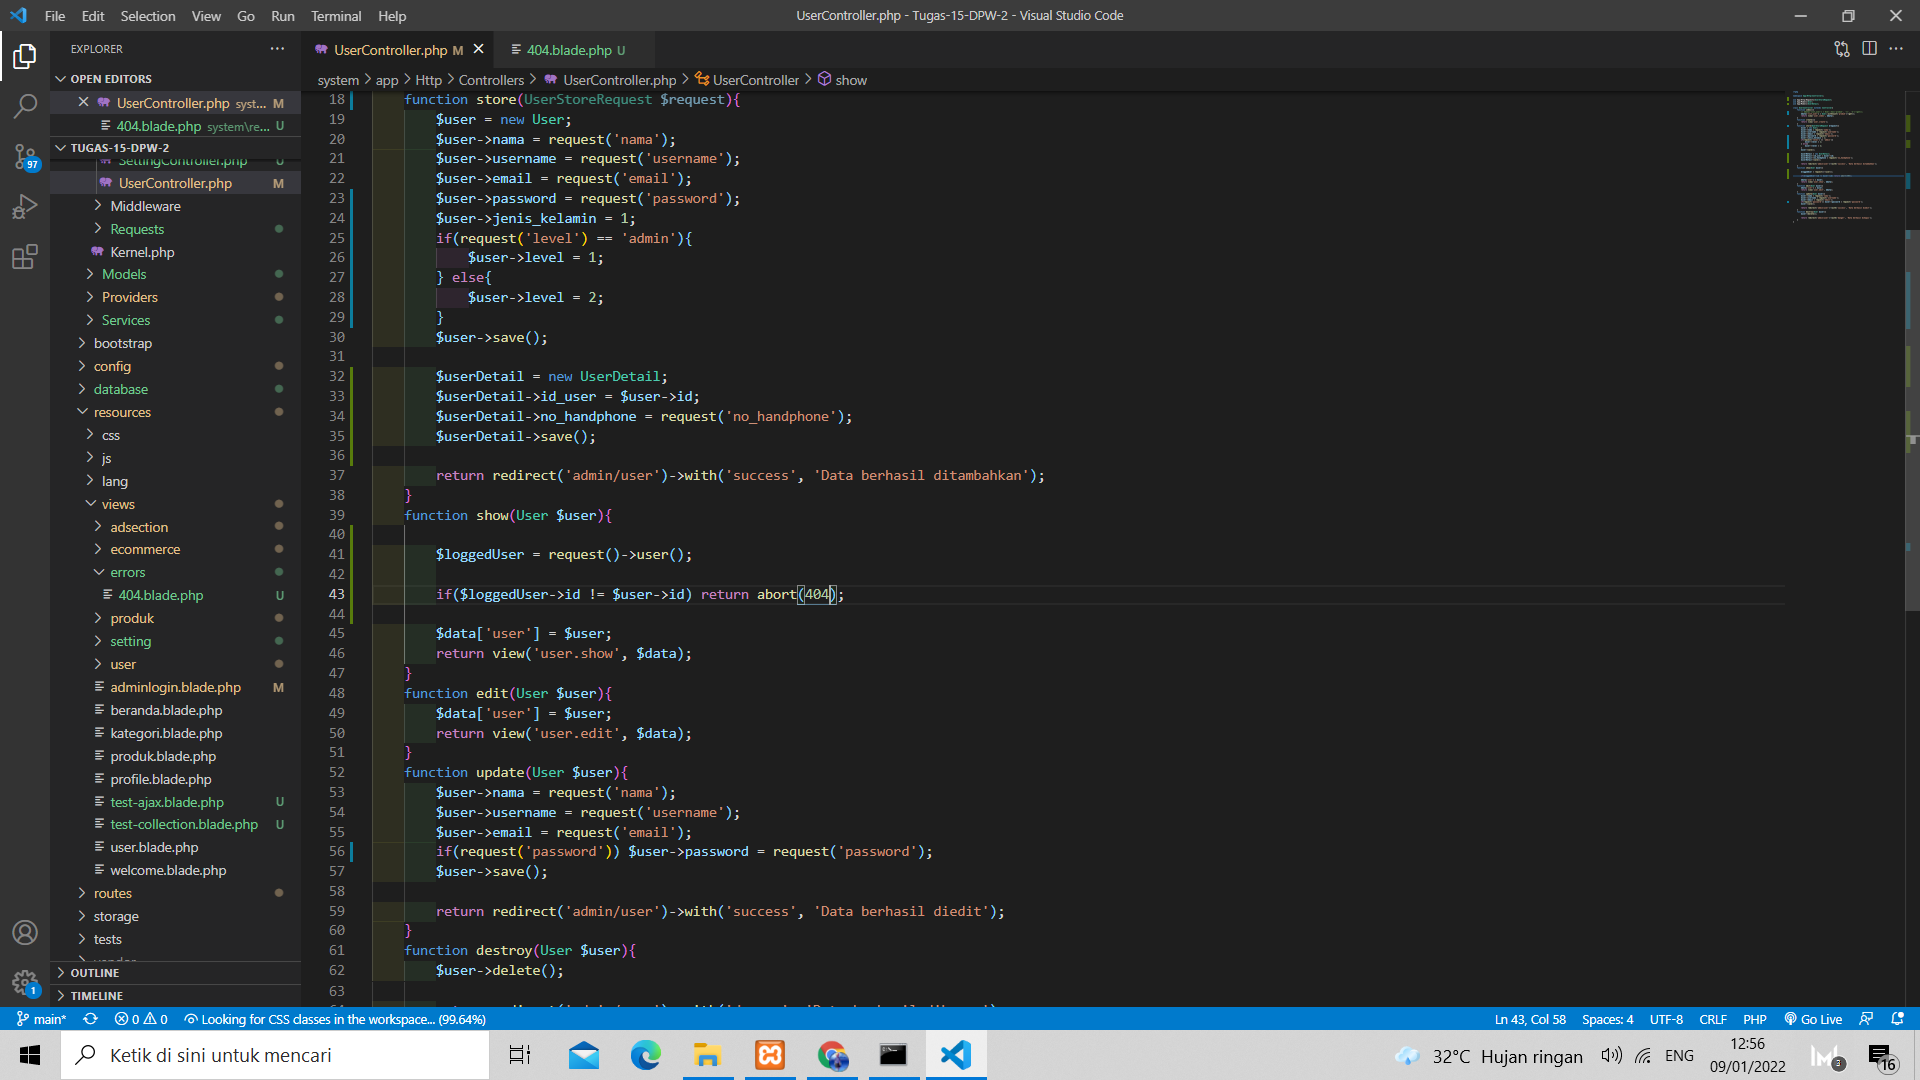 File Edit Selection View Go Run Terminal Help
UserController.php - Tugas-15-DPW-2 - Visual Studio Code
EXPLORER
OPEN EDITORS
UserController.php syst... M
404.blade.php system\re... U
TUGAS-15-DPW-2
SettingController.php U
UserController.php M
Middleware
Requests
Kernel.php
Models
Providers
Services
bootstrap
config
database
resources
css
js
lang
views
adsection
ecommerce
errors
404.blade.php U
produk
setting
user
adminlogin.blade.php M
beranda.blade.php
kategori.blade.php
produk.blade.php
profile.blade.php
test-ajax.blade.php U
test-collection.blade.php U
user.blade.php
welcome.blade.php
routes
storage
tests
OUTLINE
TIMELINE
97
1
UserController.php M
404.blade.php U
system > app > Http > Controllers > UserController.php > UserController > show
18 function store(UserStoreRequest $request){
19 $user = new User;
20 $user->nama = request('nama');
21 $user->username = request('username');
22 $user->email = request('email');
23 $user->password = request('password');
24 $user->jenis_kelamin = 1;
25 if(request('level') == 'admin'){
26 $user->level = 1;
27 } else{
28 $user->level = 2;
29 }
30 $user->save();
31
32 $userDetail = new UserDetail;
33 $userDetail->id_user = $user->id;
34 $userDetail->no_handphone = request('no_handphone');
35 $userDetail->save();
36
37 return redirect('admin/user')->with('success', 'Data berhasil ditambahkan');
38 }
39 function show(User $user){
40
41 $loggedUser = request()->user();
42
43 if($loggedUser->id != $user->id) return abort(404);
44
45 $data['user'] = $user;
46 return view('user.show', $data);
47 }
48 function edit(User $user){
49 $data['user'] = $user;
50 return view('user.edit', $data);
51 }
52 function update(User $user){
53 $user->nama = request('nama');
54 $user->username = request('username');
55 $user->email = request('email');
56 if(request('password')) $user->password = request('password');
57 $user->save();
58
59 return redirect('admin/user')->with('success', 'Data berhasil diedit');
60 }
61 function destroy(User $user){
62 $user->delete();
63
main* 0 0 Looking for CSS classes in the workspace... (99.64%)
Ln 43, Col 58 Spaces: 4 UTF-8 CRLF PHP Go Live
Ketik di sini untuk mencari
32°C Hujan ringan
ENG
12:56
09/01/2022
3
16